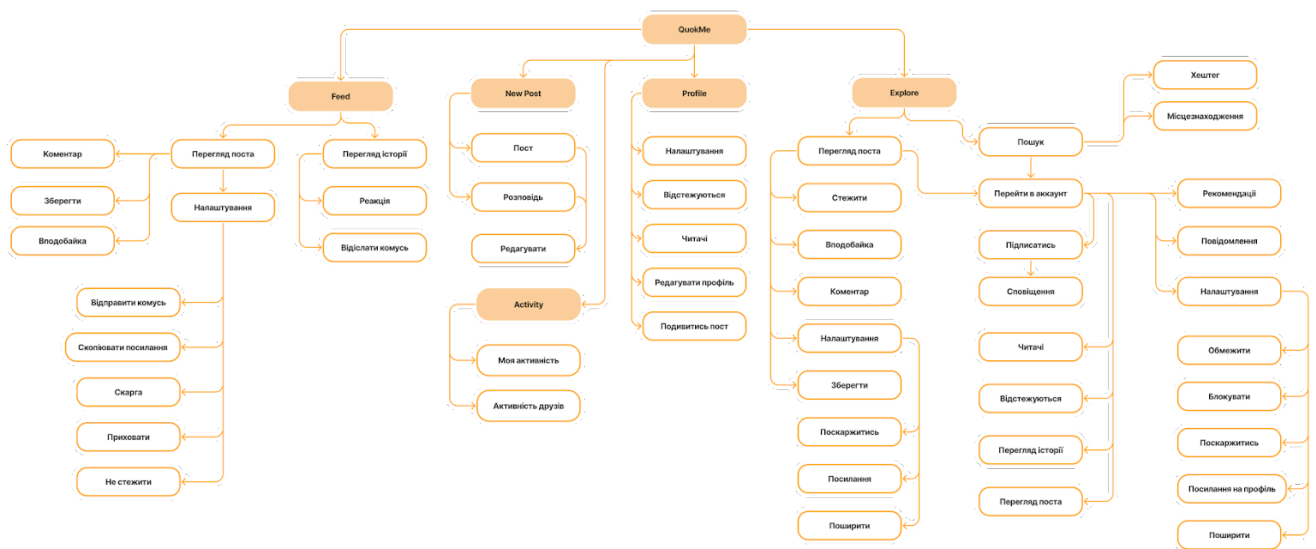 QuokMe
Feed
New Post
Profile
Explore
Хештег
Місцезнаходження
Коментар
Перегляд поста
Перегляд історії
Зберегти
Налаштування
Реакція
Вподобайка
Відіслати комусь
Відправити комусь
Скопіювати посилання
Скарга
Приховати
Не стежити
Пост
Розповідь
Редагувати
Activity
Моя активність
Активність друзів
Налаштування
Відстежуються
Читачі
Редагувати профіль
Подивитись пост
Перегляд поста
Стежити
Вподобайка
Коментар
Налаштування
Зберегти
Поскаржитись
Посилання
Поширити
Пошук
Перейти в аккаунт
Підписатись
Сповіщення
Читачі
Відстежуються
Перегляд історії
Перегляд поста
Рекомендації
Повідомлення
Налаштування
Обмежити
Блокувати
Поскаржитись
Посилання на профіль
Поширити